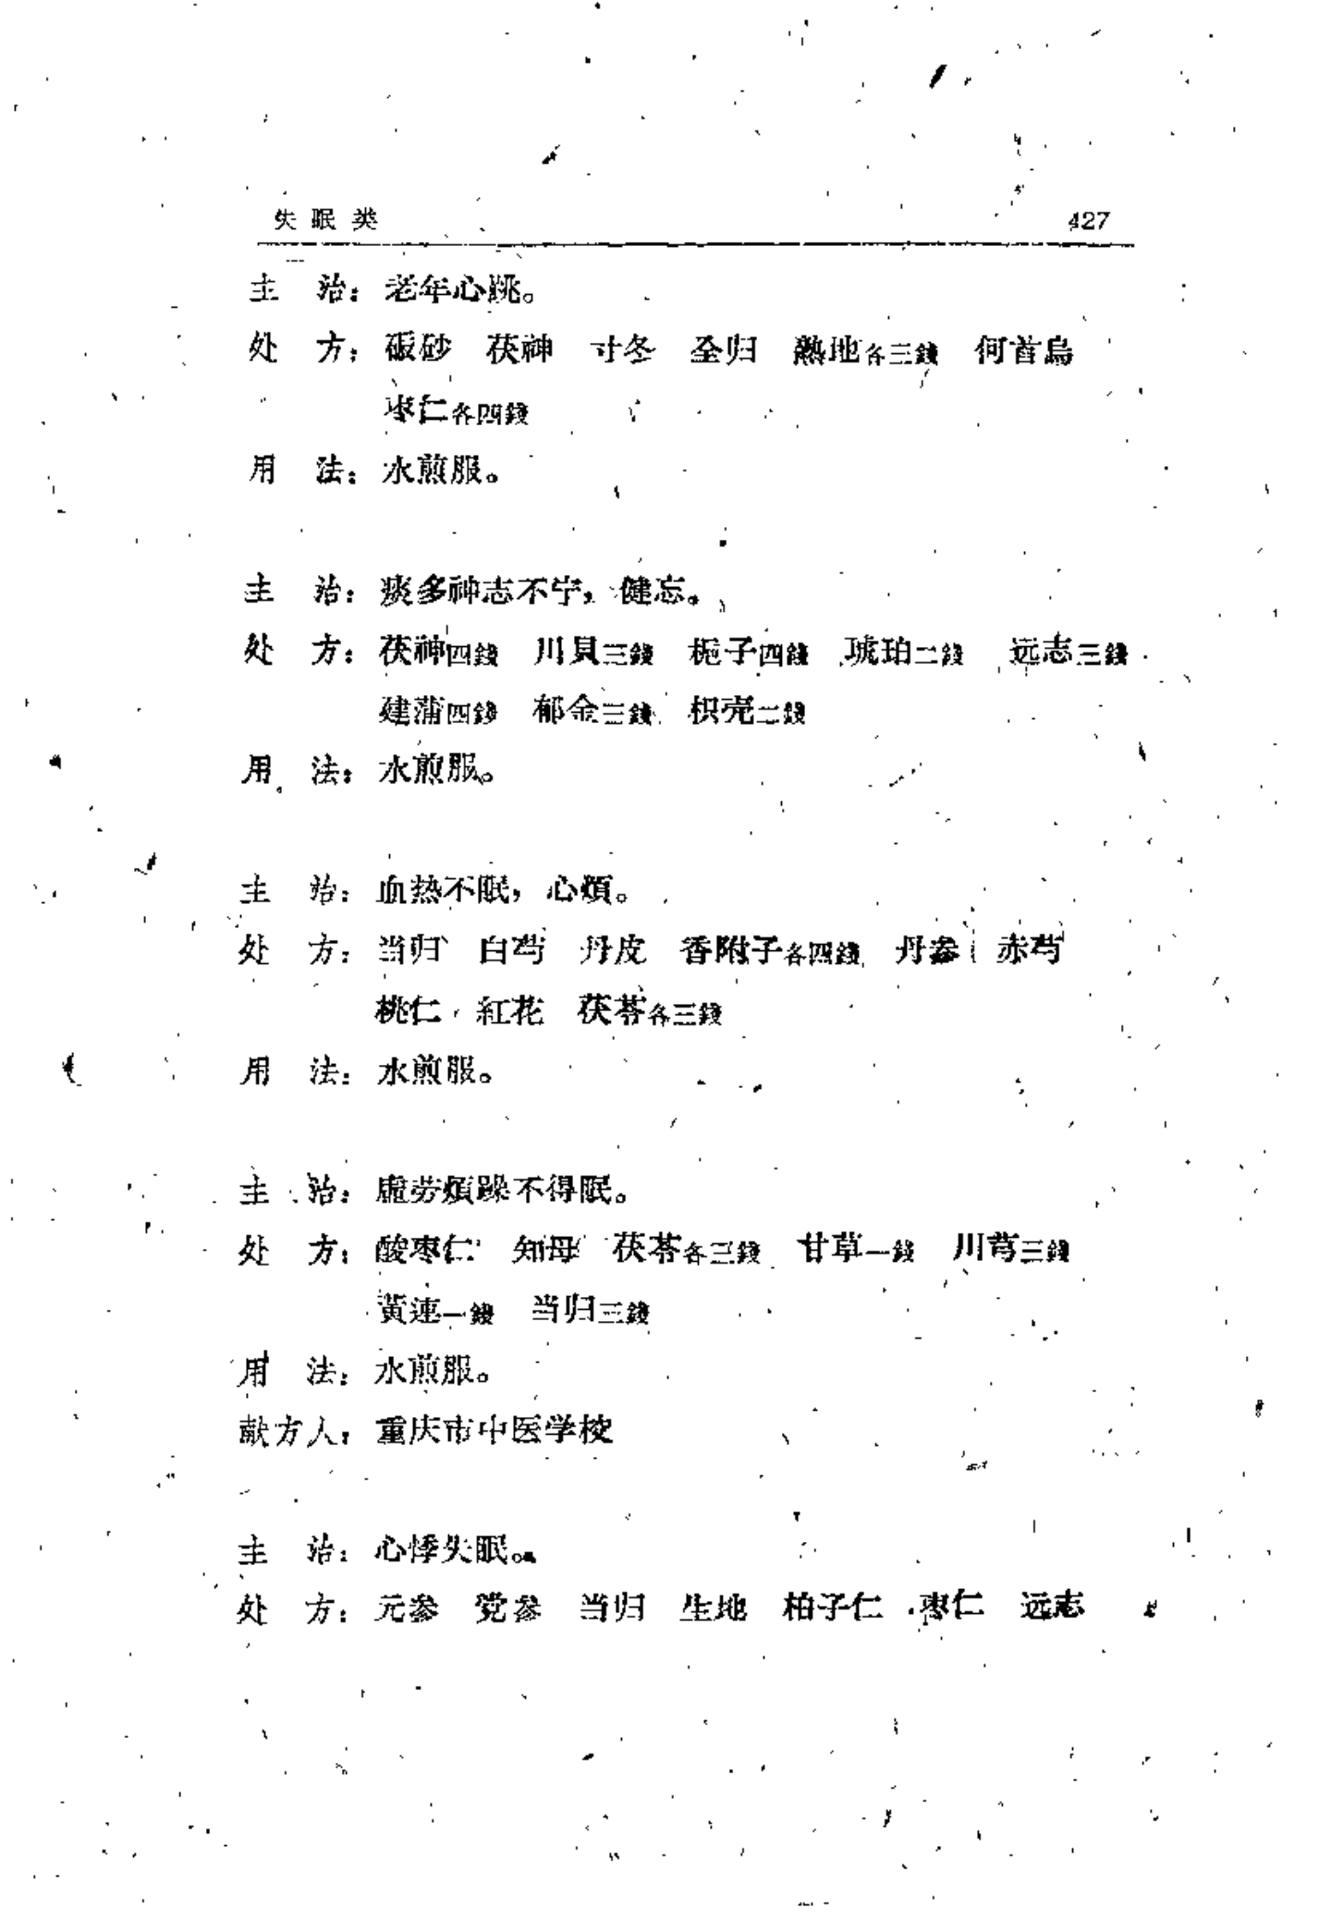 失眠类 427
主 治：老年心跳。
处 方：砂 茯神 寸冬 全归 熟地各三錢 何首烏
枣仁各四錢
用 法：水煎服。
主 治：痰多神志不宁，健忘。
处 方：茯神四錢 川貝三錢 梔子四錢 琥珀二錢 远志三錢
建蒲四錢 郁金三錢 枳壳二錢
用 法：水煎服。
主 治：血热不眠，心煩。
处 方：当归 白芍 丹皮 香附子各四錢 丹参 赤芍
桃仁 紅花 茯苓各三錢
用 法：水煎服。
主 治：虛劳煩躁不得眠。
处 方：酸枣仁 知母 茯苓各三錢 甘草一錢 川芎三錢
黃連一錢 当归三錢
用 法：水煎服。
献方人：重庆市中医学校
主 治：心悸失眠。
处 方：元参 党参 当归 生地 柏子仁 枣仁 远志